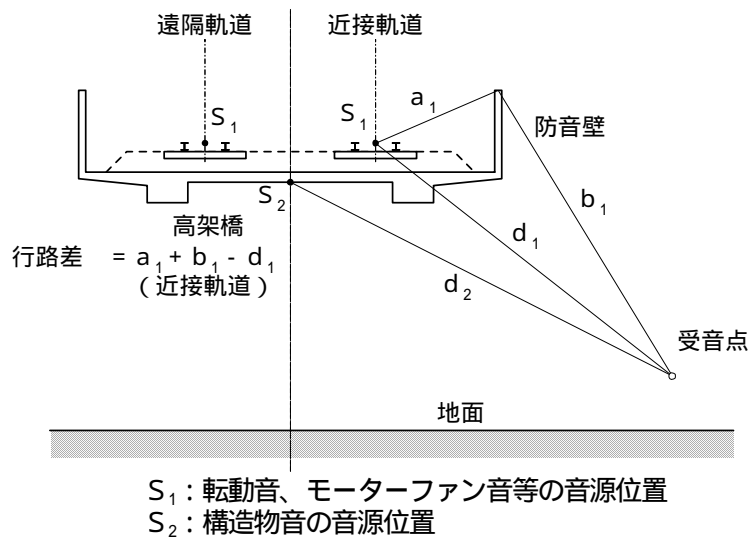 遠隔軌道 近接軌道
S₁ S₁ a₁
防音壁
S₂ b₁
高架橋 d₁
行路差 = a₁ + b₁ - d₁
(近接軌道) d₂
受音点
地面
S₁:転動音、モーターファン音等の音源位置
S₂:構造物音の音源位置